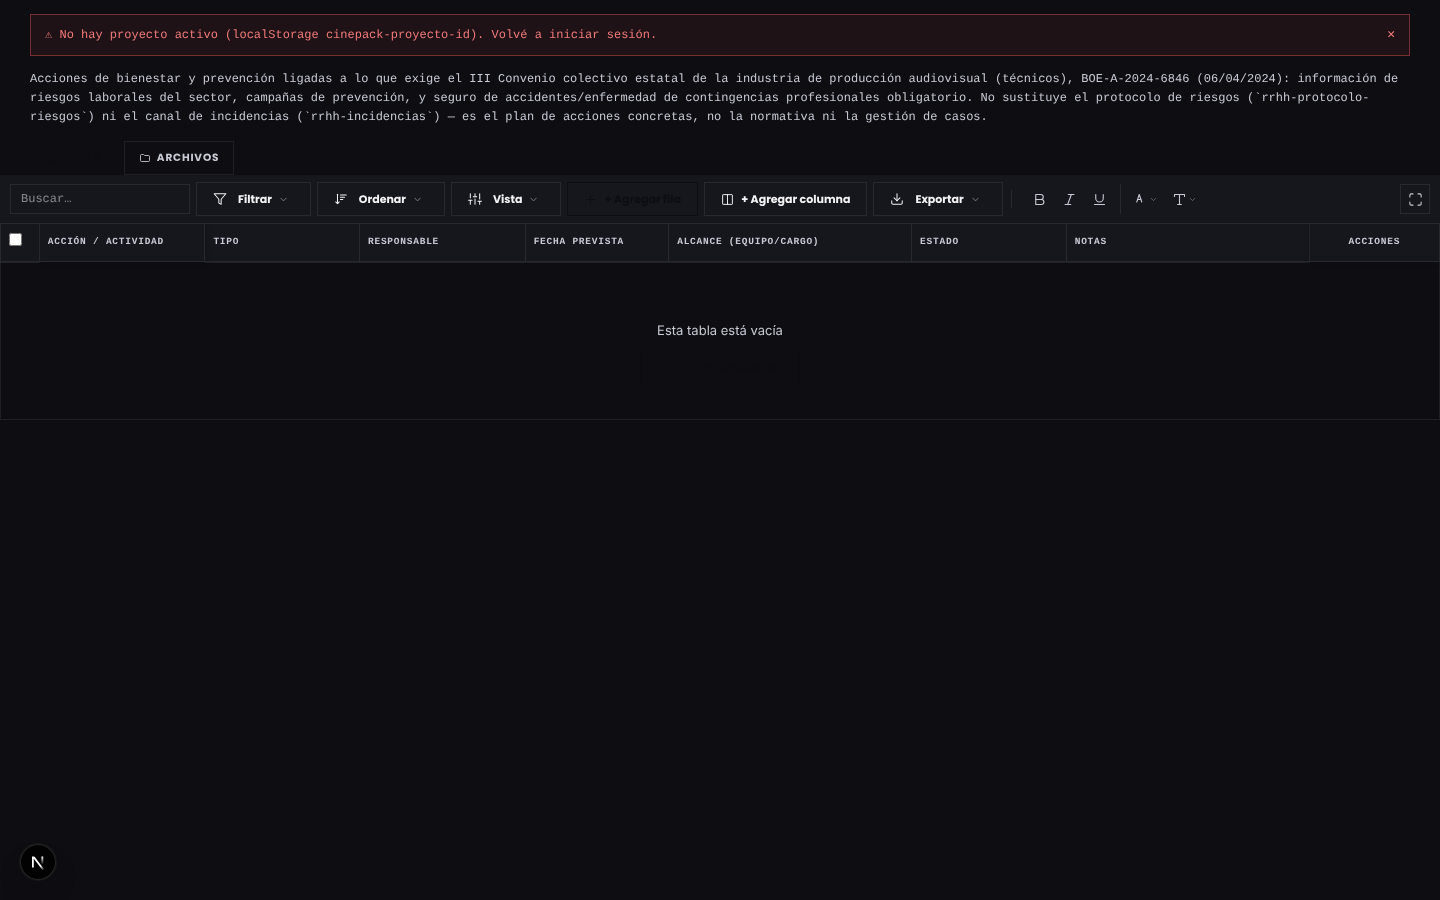 ⚠ No hay proyecto activo (localStorage cinepack-proyecto-id). Volvé a iniciar sesión. ×
Acciones de bienestar y prevención ligadas a lo que exige el III Convenio colectivo estatal de la industria de producción audiovisual (técnicos), BOE-A-2024-6846 (06/04/2024): información de
riesgos laborales del sector, campañas de prevención, y seguro de accidentes/enfermedad de contingencias profesionales obligatorio. No sustituye el protocolo de riesgos (`rrhh-protocolo-
riesgos`) ni el canal de incidencias (`rrhh-incidencias`) — es el plan de acciones concretas, no la normativa ni la gestión de casos.
ARCHIVOS
Buscar… Filtrar Ordenar Vista + Agregar fila + Agregar columna Exportar B I U A T
ACCIÓN / ACTIVIDAD TIPO RESPONSABLE FECHA PREVISTA ALCANCE (EQUIPO/CARGO) ESTADO NOTAS ACCIONES
Esta tabla está vacía
N